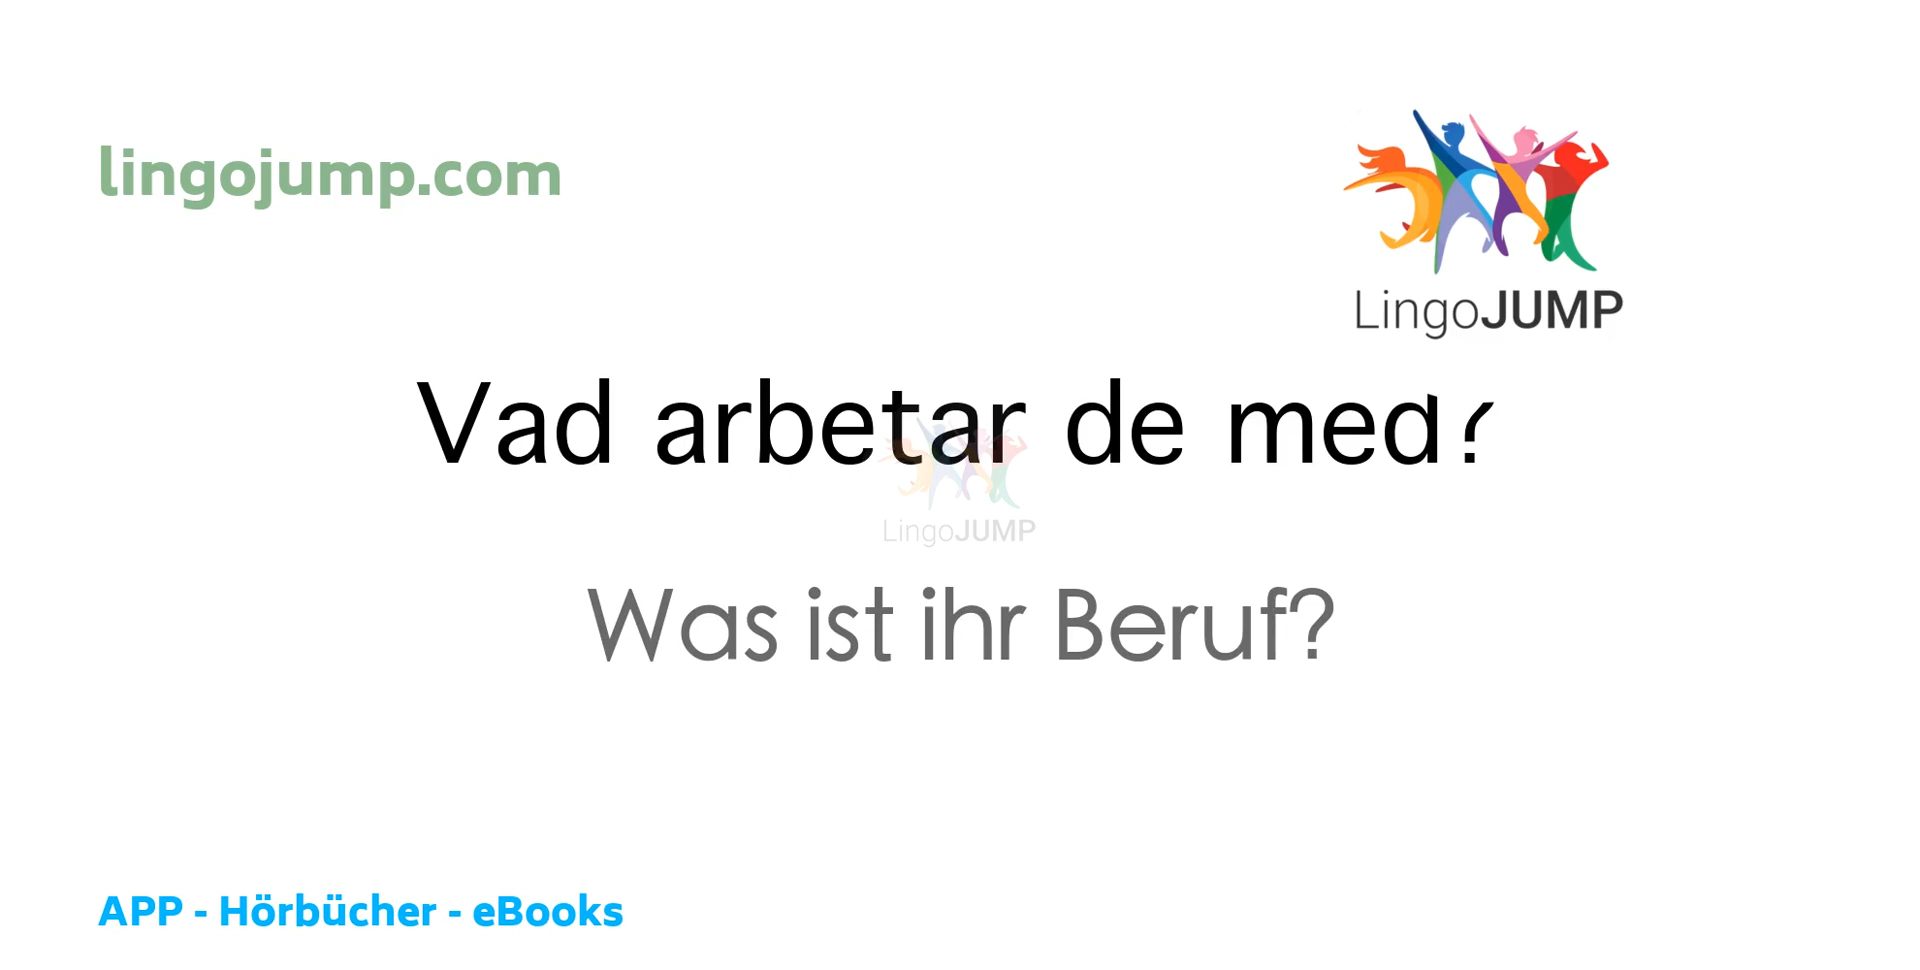 lingojump.com
LingoJUMP
Vad arbetar de med?
LingoJUMP
Was ist ihr Beruf?
APP - Hörbücher - eBooks